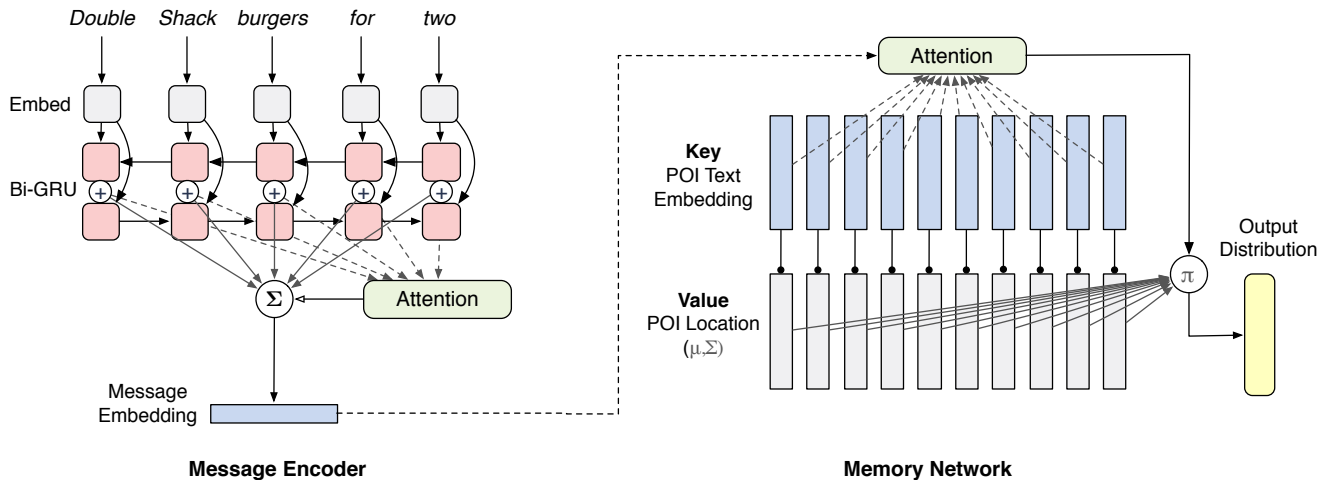 Double Shack burgers for two
Embed
Bi-GRU
+ + + + +
Σ
Attention
Message
Embedding
Message Encoder
Attention
Key
POI Text
Embedding
Value
POI Location
(μ,Σ)
π
Output
Distribution
Memory Network